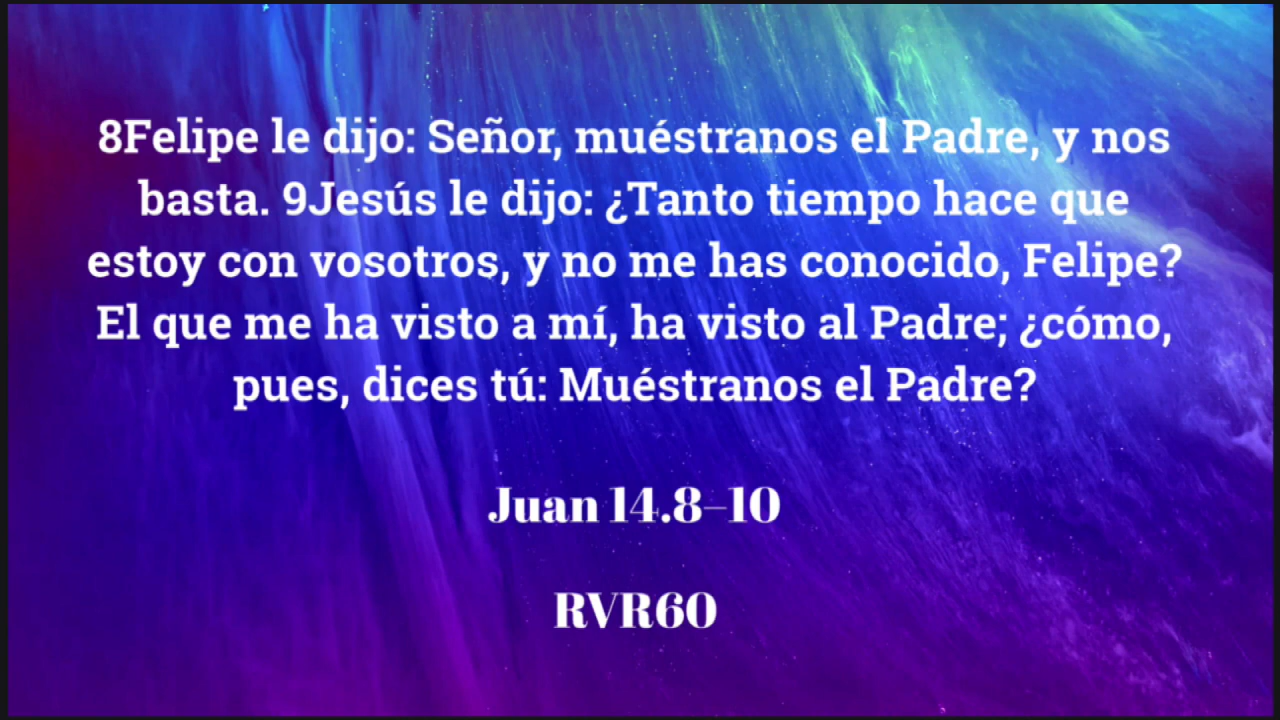 8Felipe le dijo: Señor, muéstranos el Padre, y nos
basta. 9Jesús le dijo: ¿Tanto tiempo hace que
estoy con vosotros, y no me has conocido, Felipe?
El que me ha visto a mí, ha visto al Padre; ¿cómo,
pues, dices tú: Muéstranos el Padre?
Juan 14.8–10
RVR60